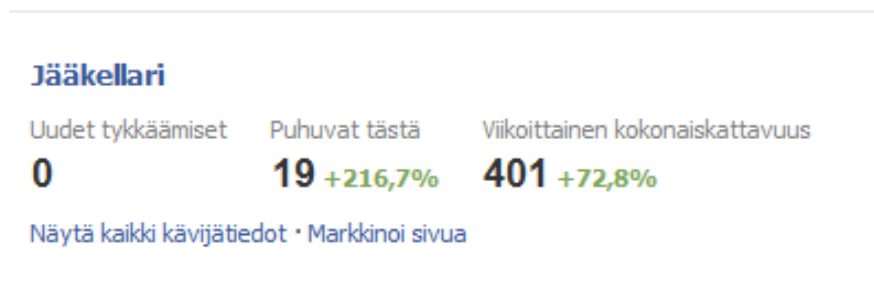 Jääkellari
Uudet tykkäämiset Puhuvat tästä Viikoittainen kokonaiskattavuus
0 19 +216,7% 401 +72,8%
Näytä kaikki kävijätiedot · Markkinoi sivua